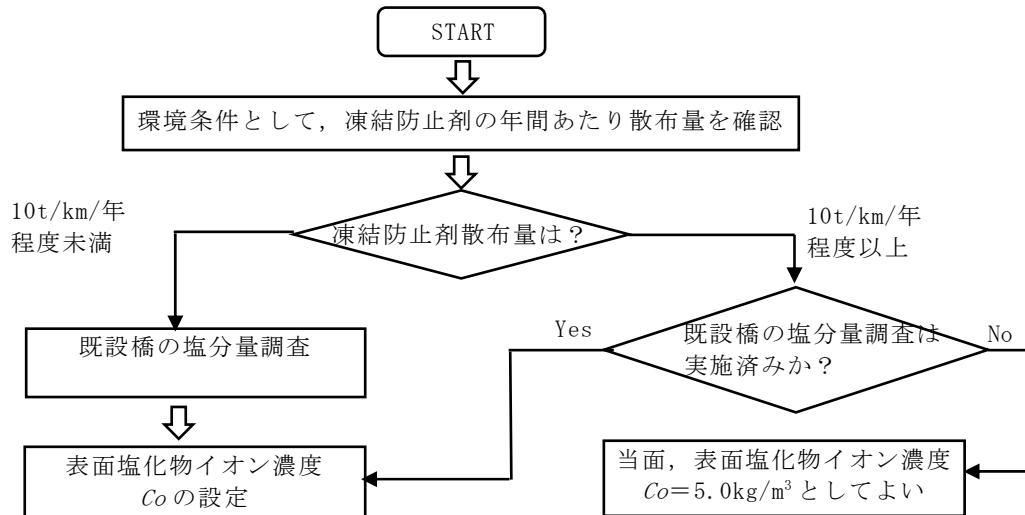 START
環境条件として，凍結防止剤の年間あたり散布量を確認
10t/km/年
程度未満
凍結防止剤散布量は？
10t/km/年
程度以上
既設橋の塩分量調査
Yes
既設橋の塩分量調査は
実施済みか？
No
表面塩化物イオン濃度
Coの設定
当面，表面塩化物イオン濃度
Co＝5.0kg/m³としてよい